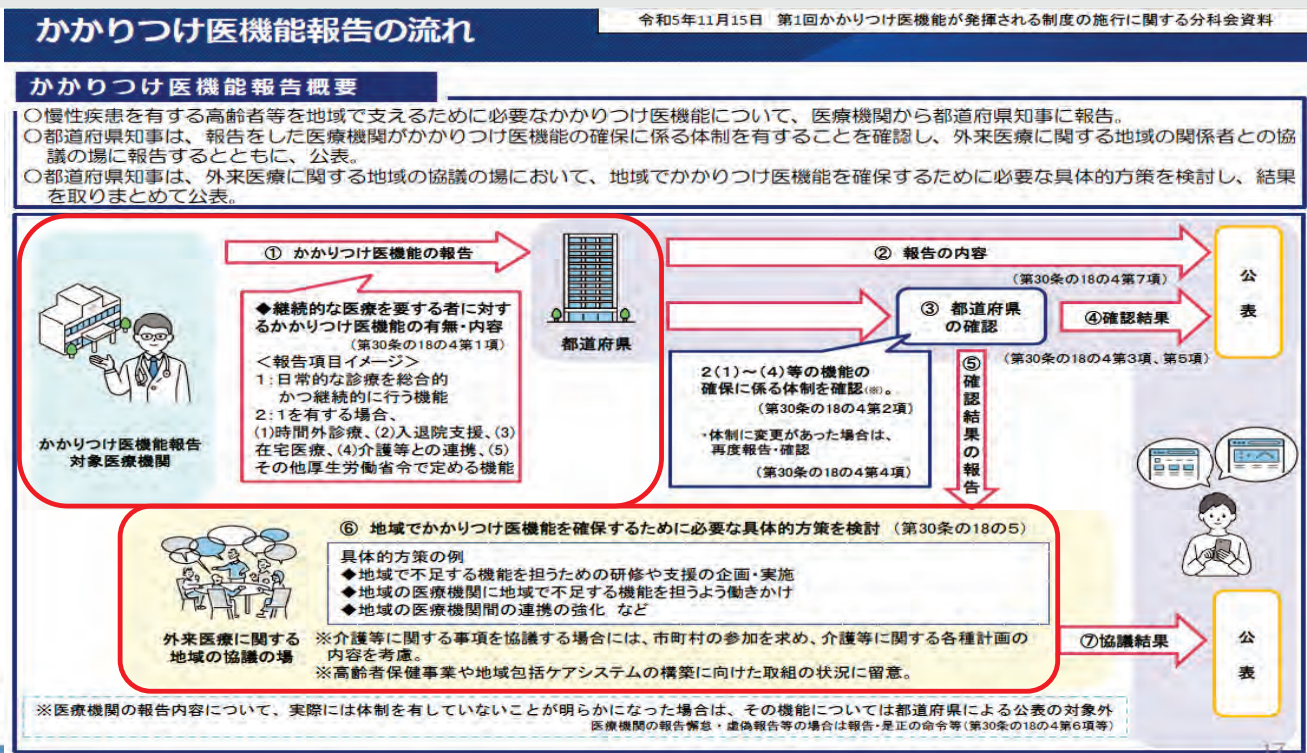 かかりつけ医機能報告の流れ
令和5年11月15日 第1回かかりつけ医機能が発揮される制度の施行に関する分科会資料
かかりつけ医機能報告概要
○慢性疾患を有する高齢者等を地域で支えるために必要なかかりつけ医機能について、医療機関から都道府県知事に報告。
○都道府県知事は、報告をした医療機関がかかりつけ医機能の確保に係る体制を有することを確認し、外来医療に関する地域の関係者との協
議の場に報告するとともに、公表。
○都道府県知事は、外来医療に関する地域の協議の場において、地域でかかりつけ医機能を確保するために必要な具体的方策を検討し、結果
を取りまとめて公表。
かかりつけ医機能報告
対象医療機関
① かかりつけ医機能の報告
◆継続的な医療を要する者に対す
るかかりつけ医機能の有無・内容
(第30条の18の4第1項)
<報告項目イメージ>
1:日常的な診療を総合的
かつ継続的に行う機能
2:1を有する場合、
(1)時間外診療、(2)入退院支援、(3)
在宅医療、(4)介護等との連携、(5)
その他厚生労働省令で定める機能
都道府県
② 報告の内容
(第30条の18の4第7項)
公
表
③ 都道府県
の確認
④確認結果
(第30条の18の4第3項、第5項)
2(1)~(4)等の機能の
確保に係る体制を確認(※)。
(第30条の18の4第2項)
・体制に変更があった場合は、
再度報告・確認
(第30条の18の4第4項)
⑤確認結果の報告
⑥ 地域でかかりつけ医機能を確保するために必要な具体的方策を検討 (第30条の18の5)
具体的方策の例
◆地域で不足する機能を担うための研修や支援の企画・実施
◆地域の医療機関に地域で不足する機能を担うよう働きかけ
◆地域の医療機関間の連携の強化 など
外来医療に関する
地域の協議の場
※介護等に関する事項を協議する場合には、市町村の参加を求め、介護等に関する各種計画の
内容を考慮。
※高齢者保健事業や地域包括ケアシステムの構築に向けた取組の状況に留意。
⑦協議結果
公
表
※医療機関の報告内容について、実際には体制を有していないことが明らかになった場合は、その機能については都道府県による公表の対象外
医療機関の報告懈怠・虚偽報告等の場合は報告・是正の命令等(第30条の18の4第6項等)